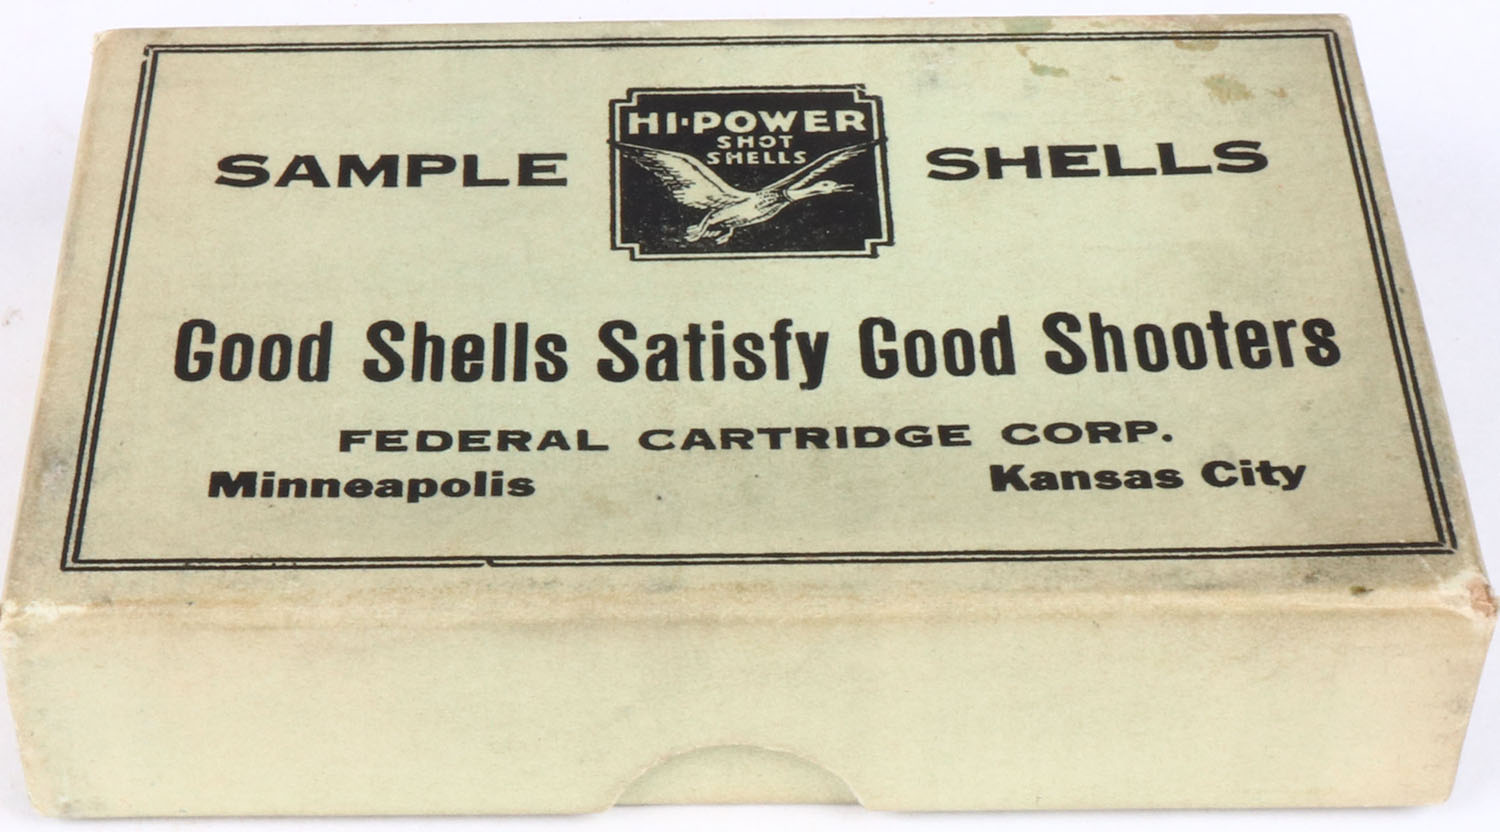 HI-POWER
SHOT
SHELLS
SAMPLE SHELLS
Good Shells Satisfy Good Shooters
FEDERAL CARTRIDGE CORP.
Minneapolis Kansas City